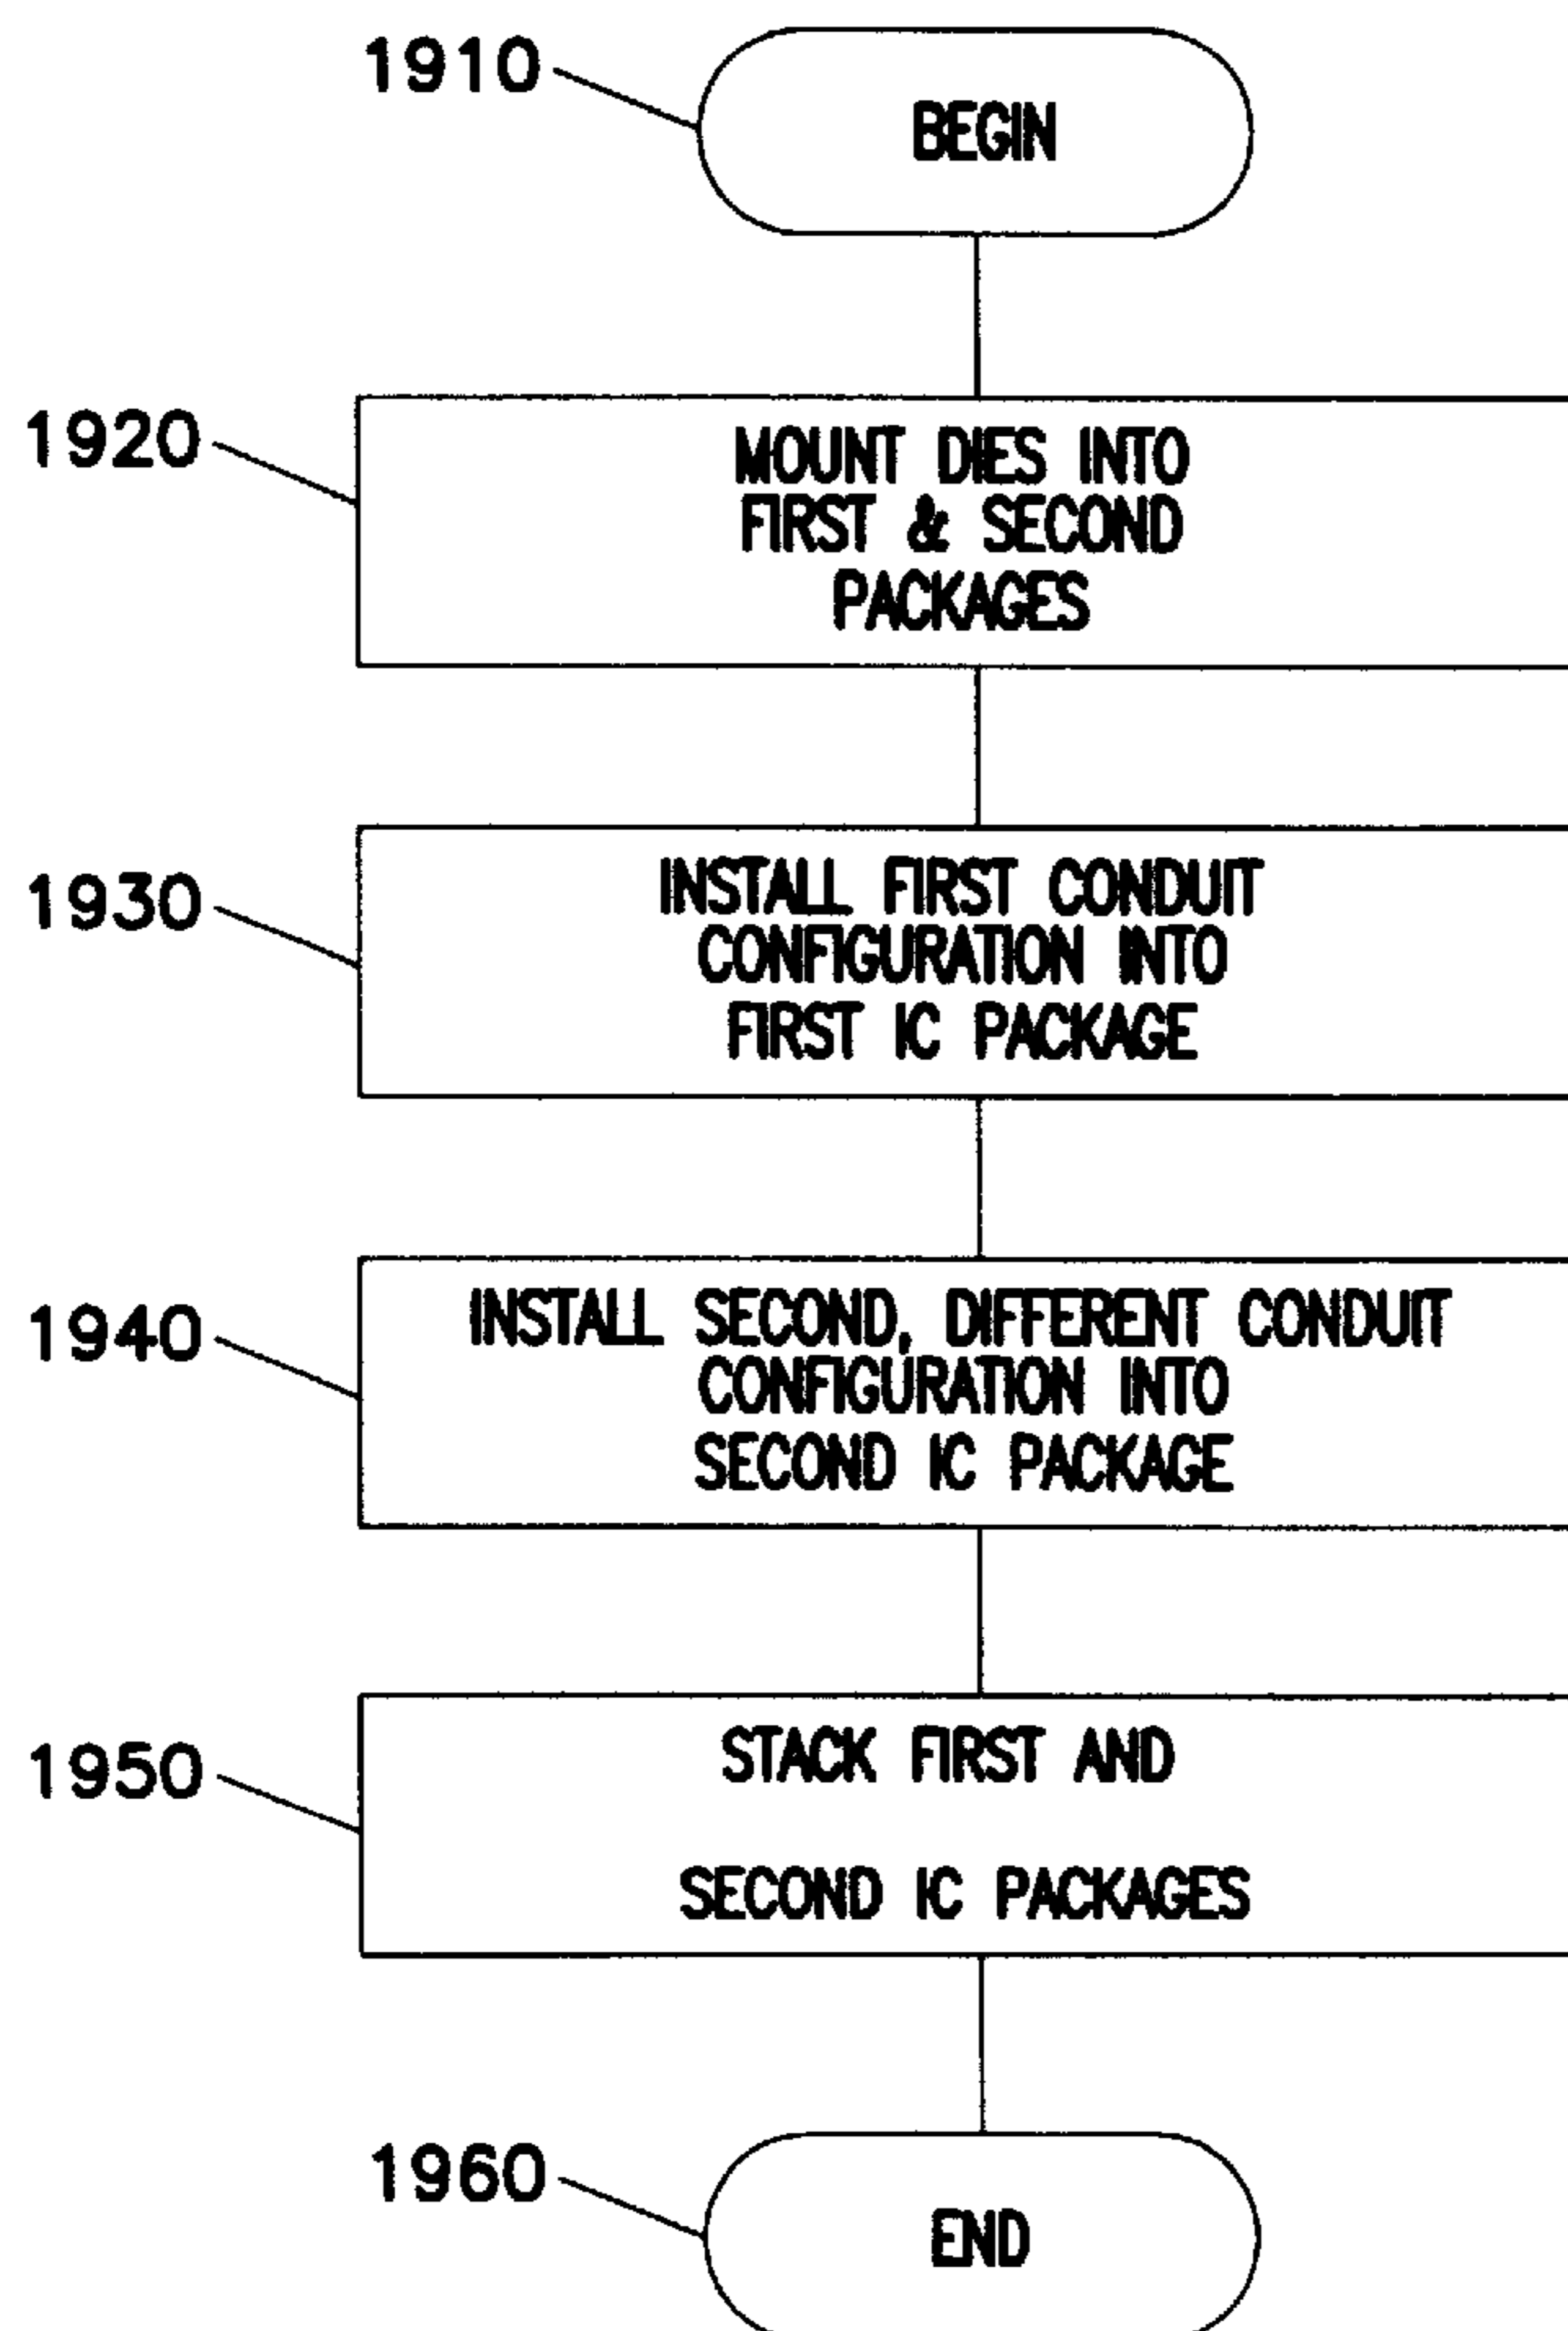 1910
BEGIN
1920
MOUNT DIES INTO
FIRST & SECOND
PACKAGES
1930
INSTALL FIRST CONDUIT
CONFIGURATION INTO
FIRST IC PACKAGE
1940
INSTALL SECOND, DIFFERENT CONDUIT
CONFIGURATION INTO
SECOND IC PACKAGE
1950
STACK FIRST AND
SECOND IC PACKAGES
1960
END